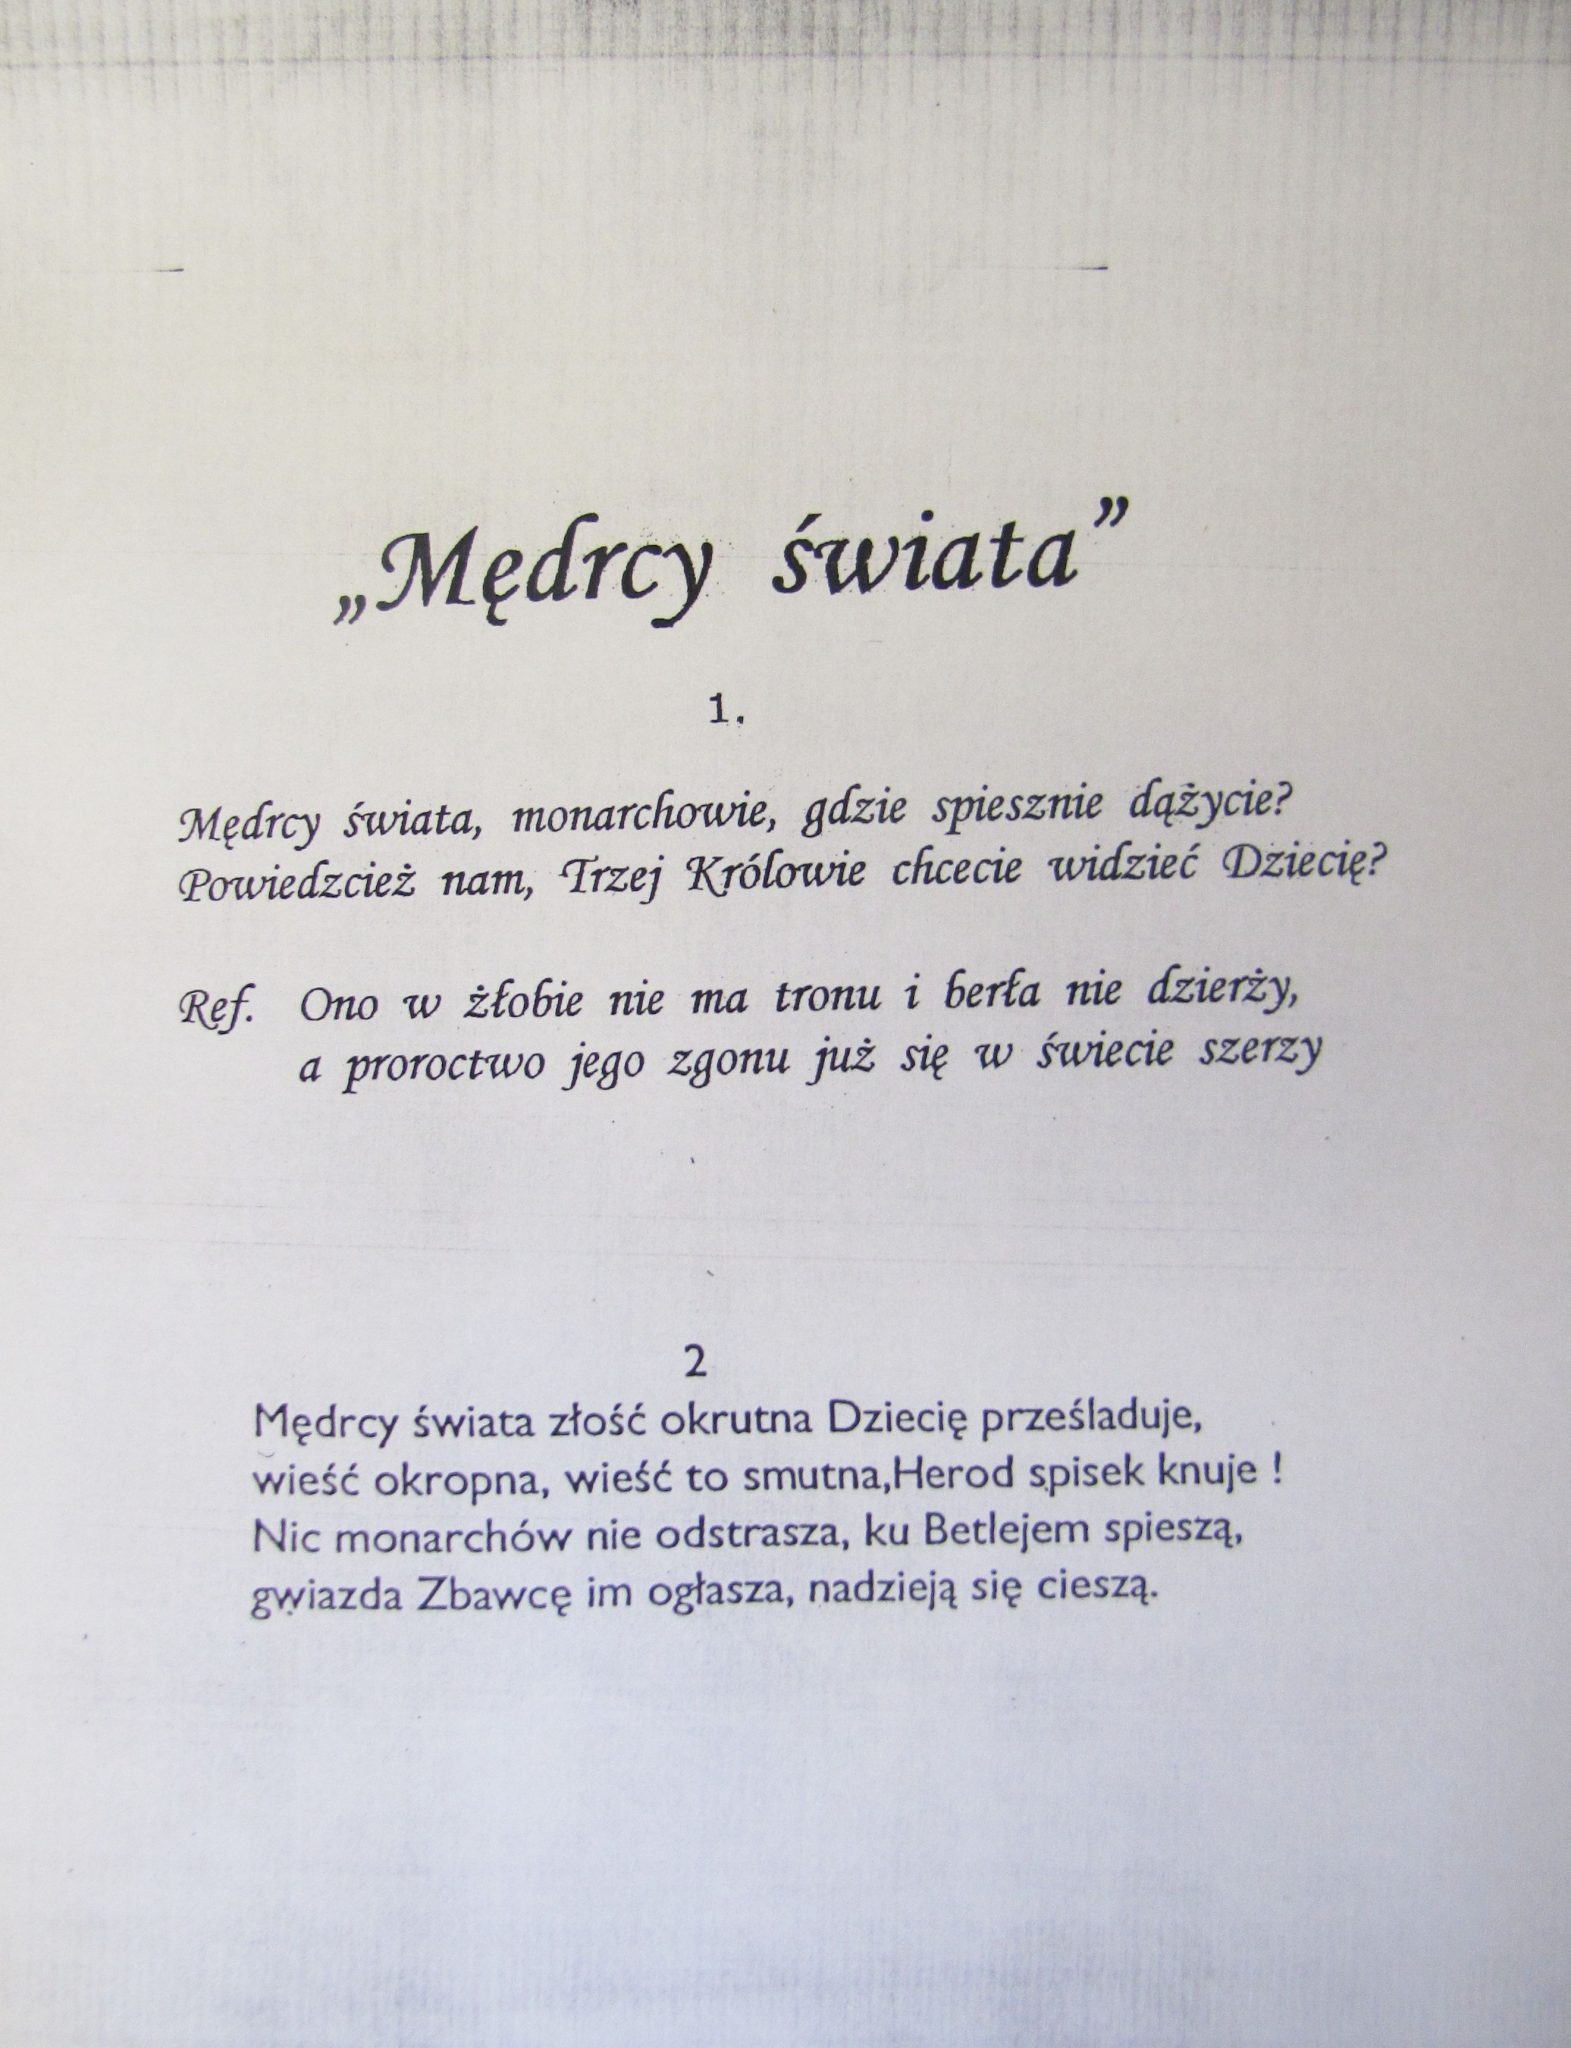 „Mędrcy świata”
1.
Mędrcy świata, monarchowie, gdzie spiesznie dążycie?
Powiedzcież nam, Trzej Królowie chcecie widzieć Dziecię?
Ref. Ono w żłobie nie ma tronu i berła nie dzierży,
a proroctwo jego zgonu już się w świecie szerzy
2
Mędrcy świata złość okrutna Dziecię prześladuje,
wieść okropna, wieść to smutna,Herod spisek knuje !
Nic monarchów nie odstrasza, ku Betlejem spieszą,
gwiazda Zbawcę im ogłasza, nadzieją się cieszą.